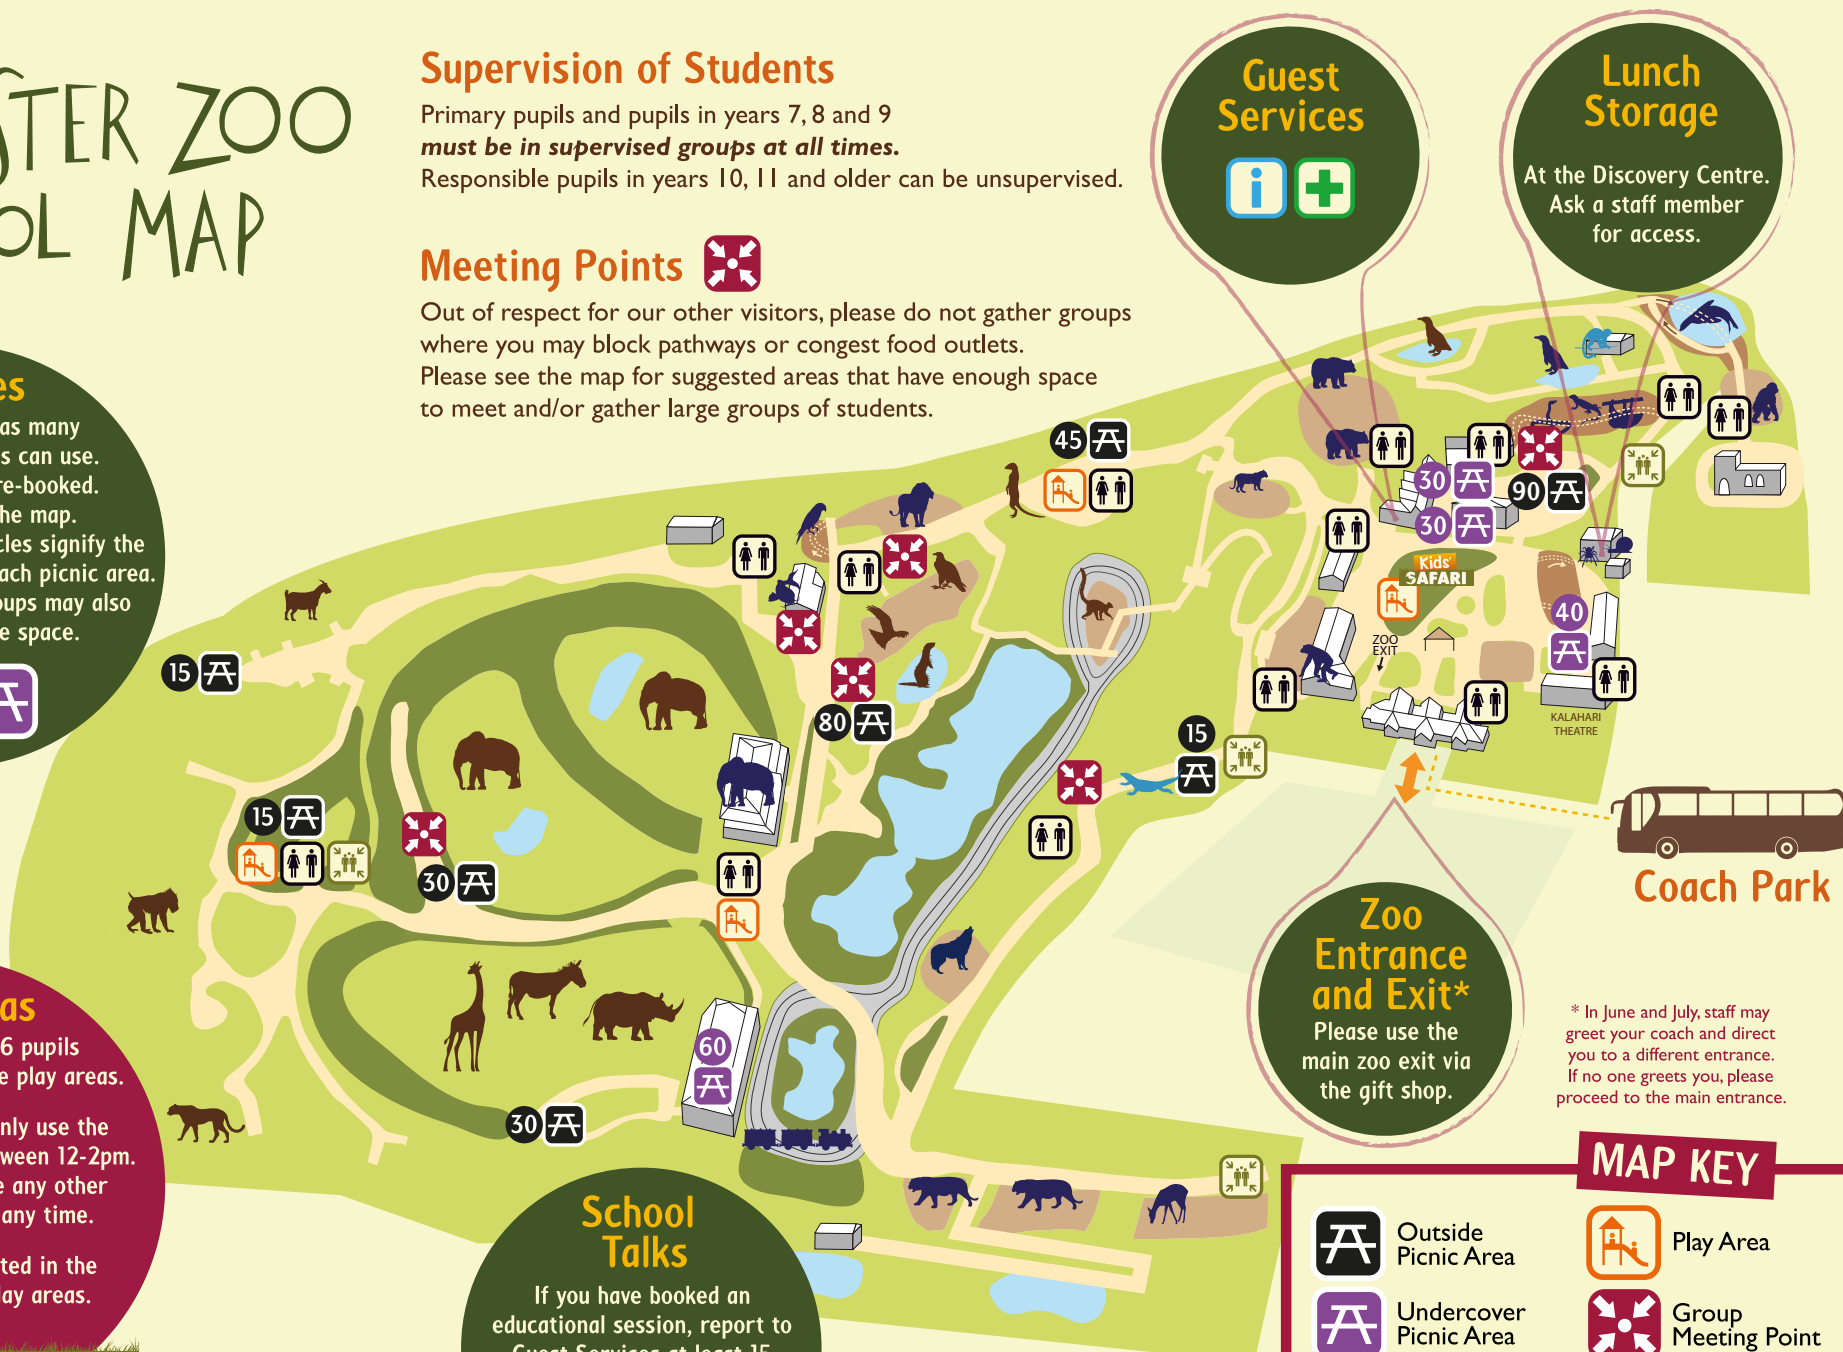 STER ZOO
OL MAP
Supervision of Students
Primary pupils and pupils in years 7, 8 and 9
must be in supervised groups at all times.
Responsible pupils in years 10, 11 and older can be unsupervised.
Meeting Points
Out of respect for our other visitors, please do not gather groups
where you may block pathways or congest food outlets.
Please see the map for suggested areas that have enough space
to meet and/or gather large groups of students.
Guest
Services
i
Lunch
Storage
At the Discovery Centre.
Ask a staff member
for access.
es
as many
s can use.
re-booked.
he map.
cles signify the
ach picnic area.
oups may also
e space.
45
30
90
30
Kids'
SAFARI
40
ZOO
EXIT
KALAHARI
THEATRE
15
80
15
15
30
60
30
Coach Park
Zoo
Entrance
and Exit*
Please use the
main zoo exit via
the gift shop.
* In June and July, staff may
greet your coach and direct
you to a different entrance.
If no one greets you, please
proceed to the main entrance.
as
6 pupils
e play areas.
nly use the
ween 12-2pm.
e any other
any time.
ted in the
lay areas.
School
Talks
If you have booked an
educational session, report to
Guest Services at least 15
MAP KEY
Outside
Picnic Area
Play Area
Undercover
Picnic Area
Group
Meeting Point